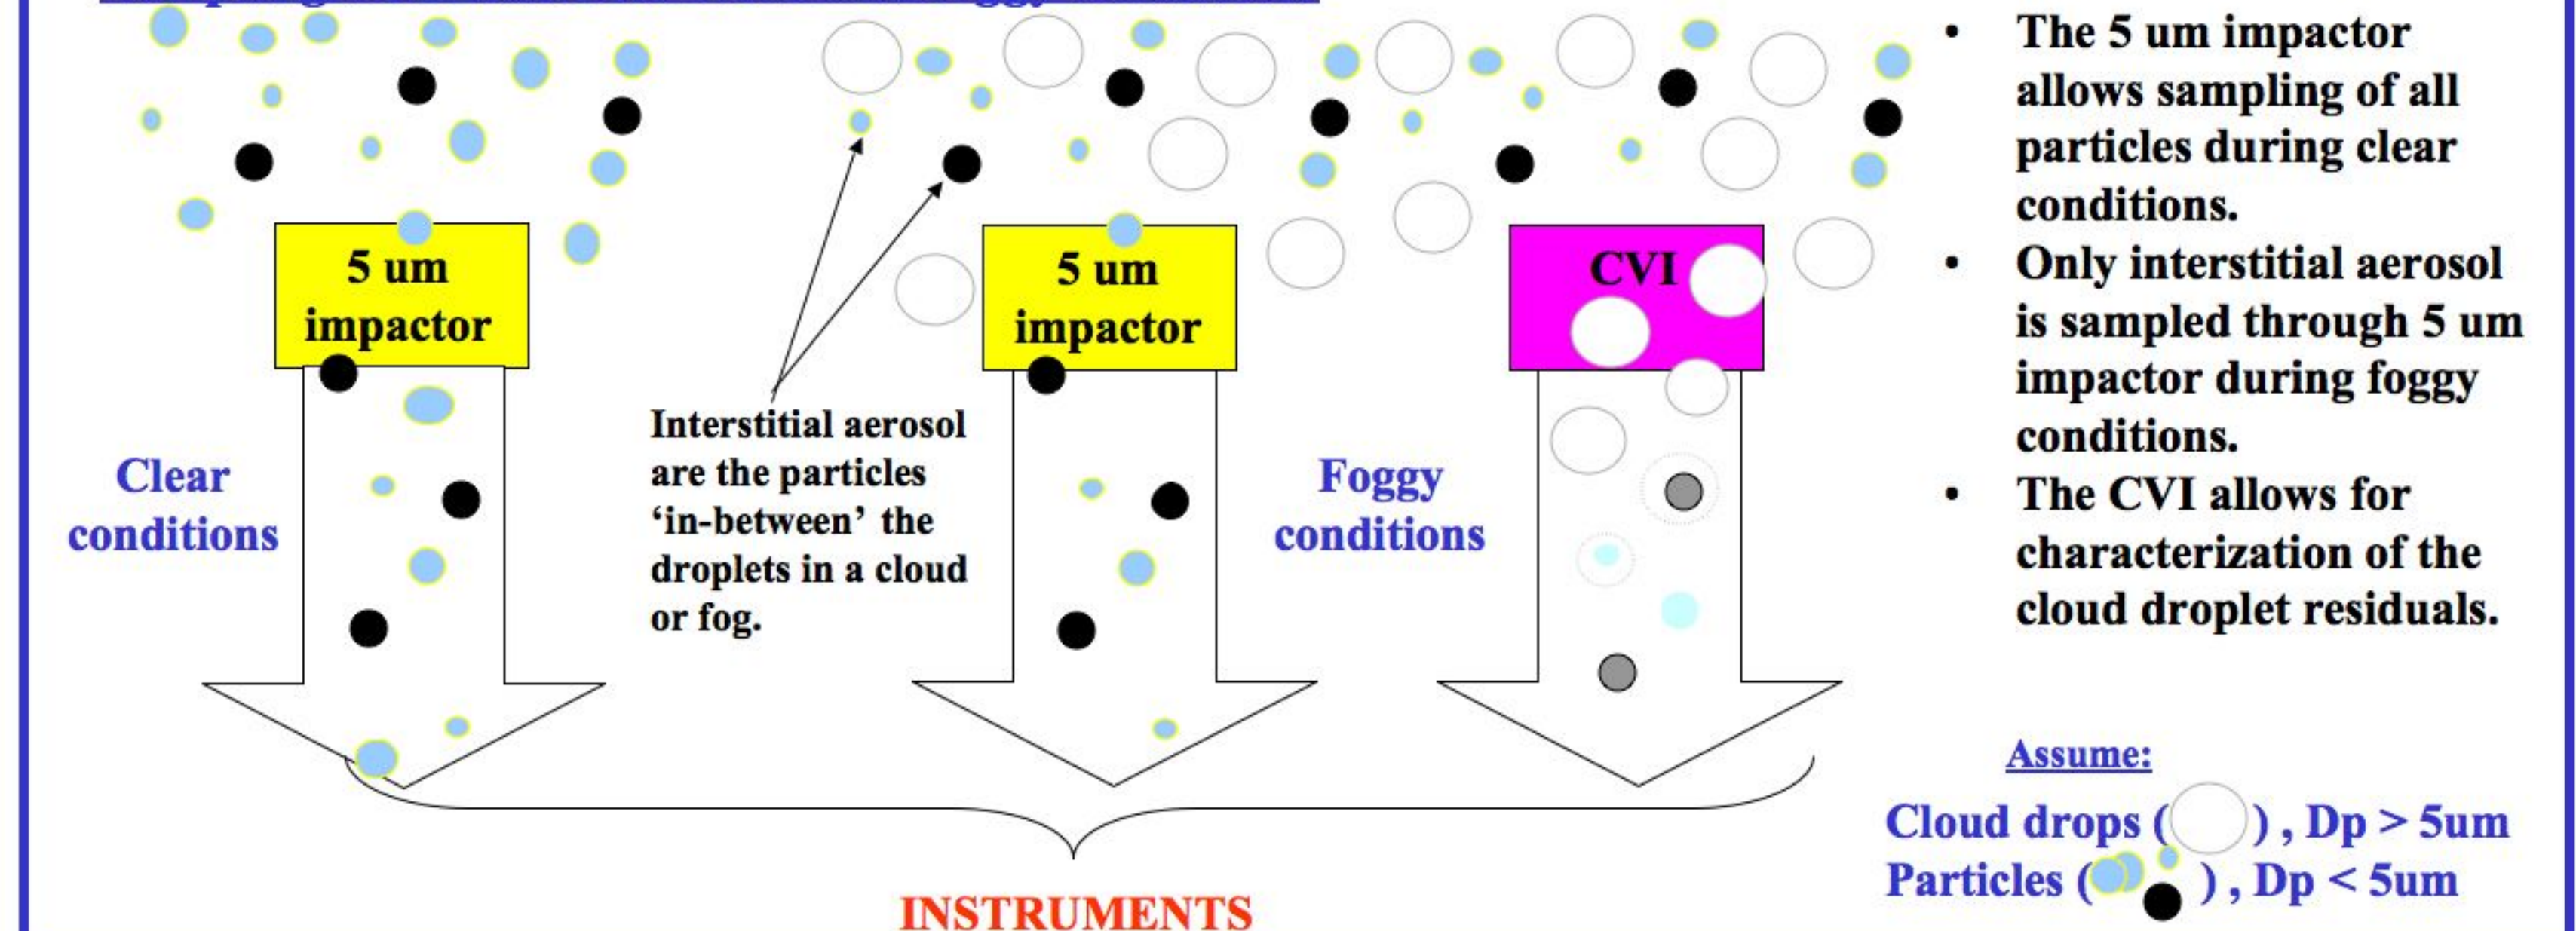 5 um
impactor
Clear
conditions
Interstitial aerosol
are the particles
‘in-between’ the
droplets in a cloud
or fog.
5 um
impactor
Foggy
conditions
CVI
INSTRUMENTS
• The 5 um impactor
allows sampling of all
particles during clear
conditions.
• Only interstitial aerosol
is sampled through 5 um
impactor during foggy
conditions.
• The CVI allows for
characterization of the
cloud droplet residuals.
Assume:
Cloud drops ( ) , Dp > 5um
Particles ( ) , Dp < 5um